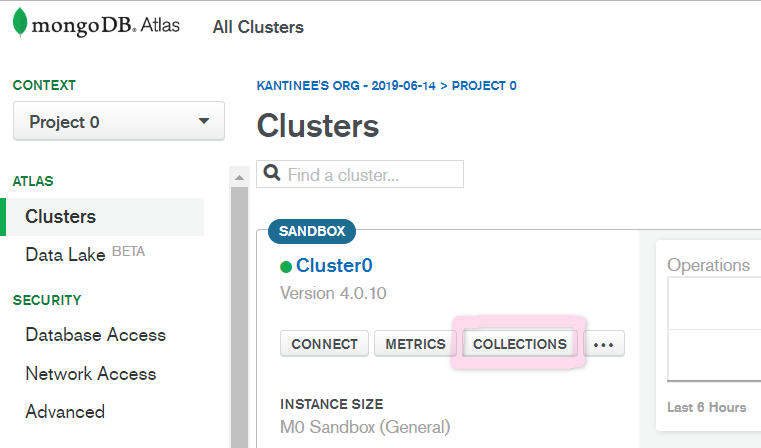 mongoDB. Atlas All Clusters
CONTEXT
Project 0
ATLAS
Clusters
Data Lake BETA
SECURITY
Database Access
Network Access
Advanced
KANTINEE'S ORG - 2019-06-14 > PROJECT 0
Clusters
Find a cluster...
SANDBOX
Cluster0
Version 4.0.10
CONNECT METRICS COLLECTIONS ...
INSTANCE SIZE
M0 Sandbox (General)
Operations
Last 6 Hours